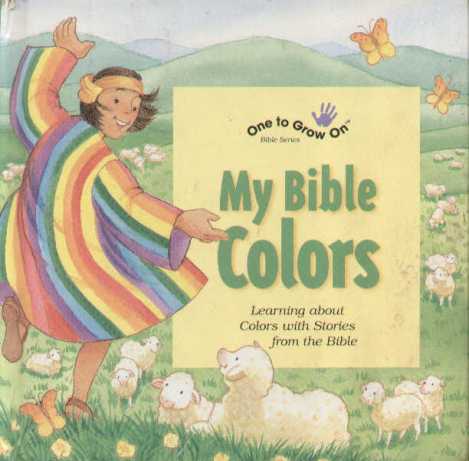 One to Grow On™
Bible Series
My Bible
Colors
Learning about
Colors with Stories
from the Bible